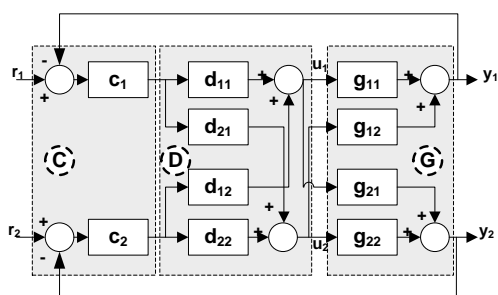 -
r1
+
c1
d11
+
+
u1
g11
+
+
y1
d21
g12
C
D
G
d12
g21
+
+
r2
+
-
c2
d22
+
u2
g22
+
y2